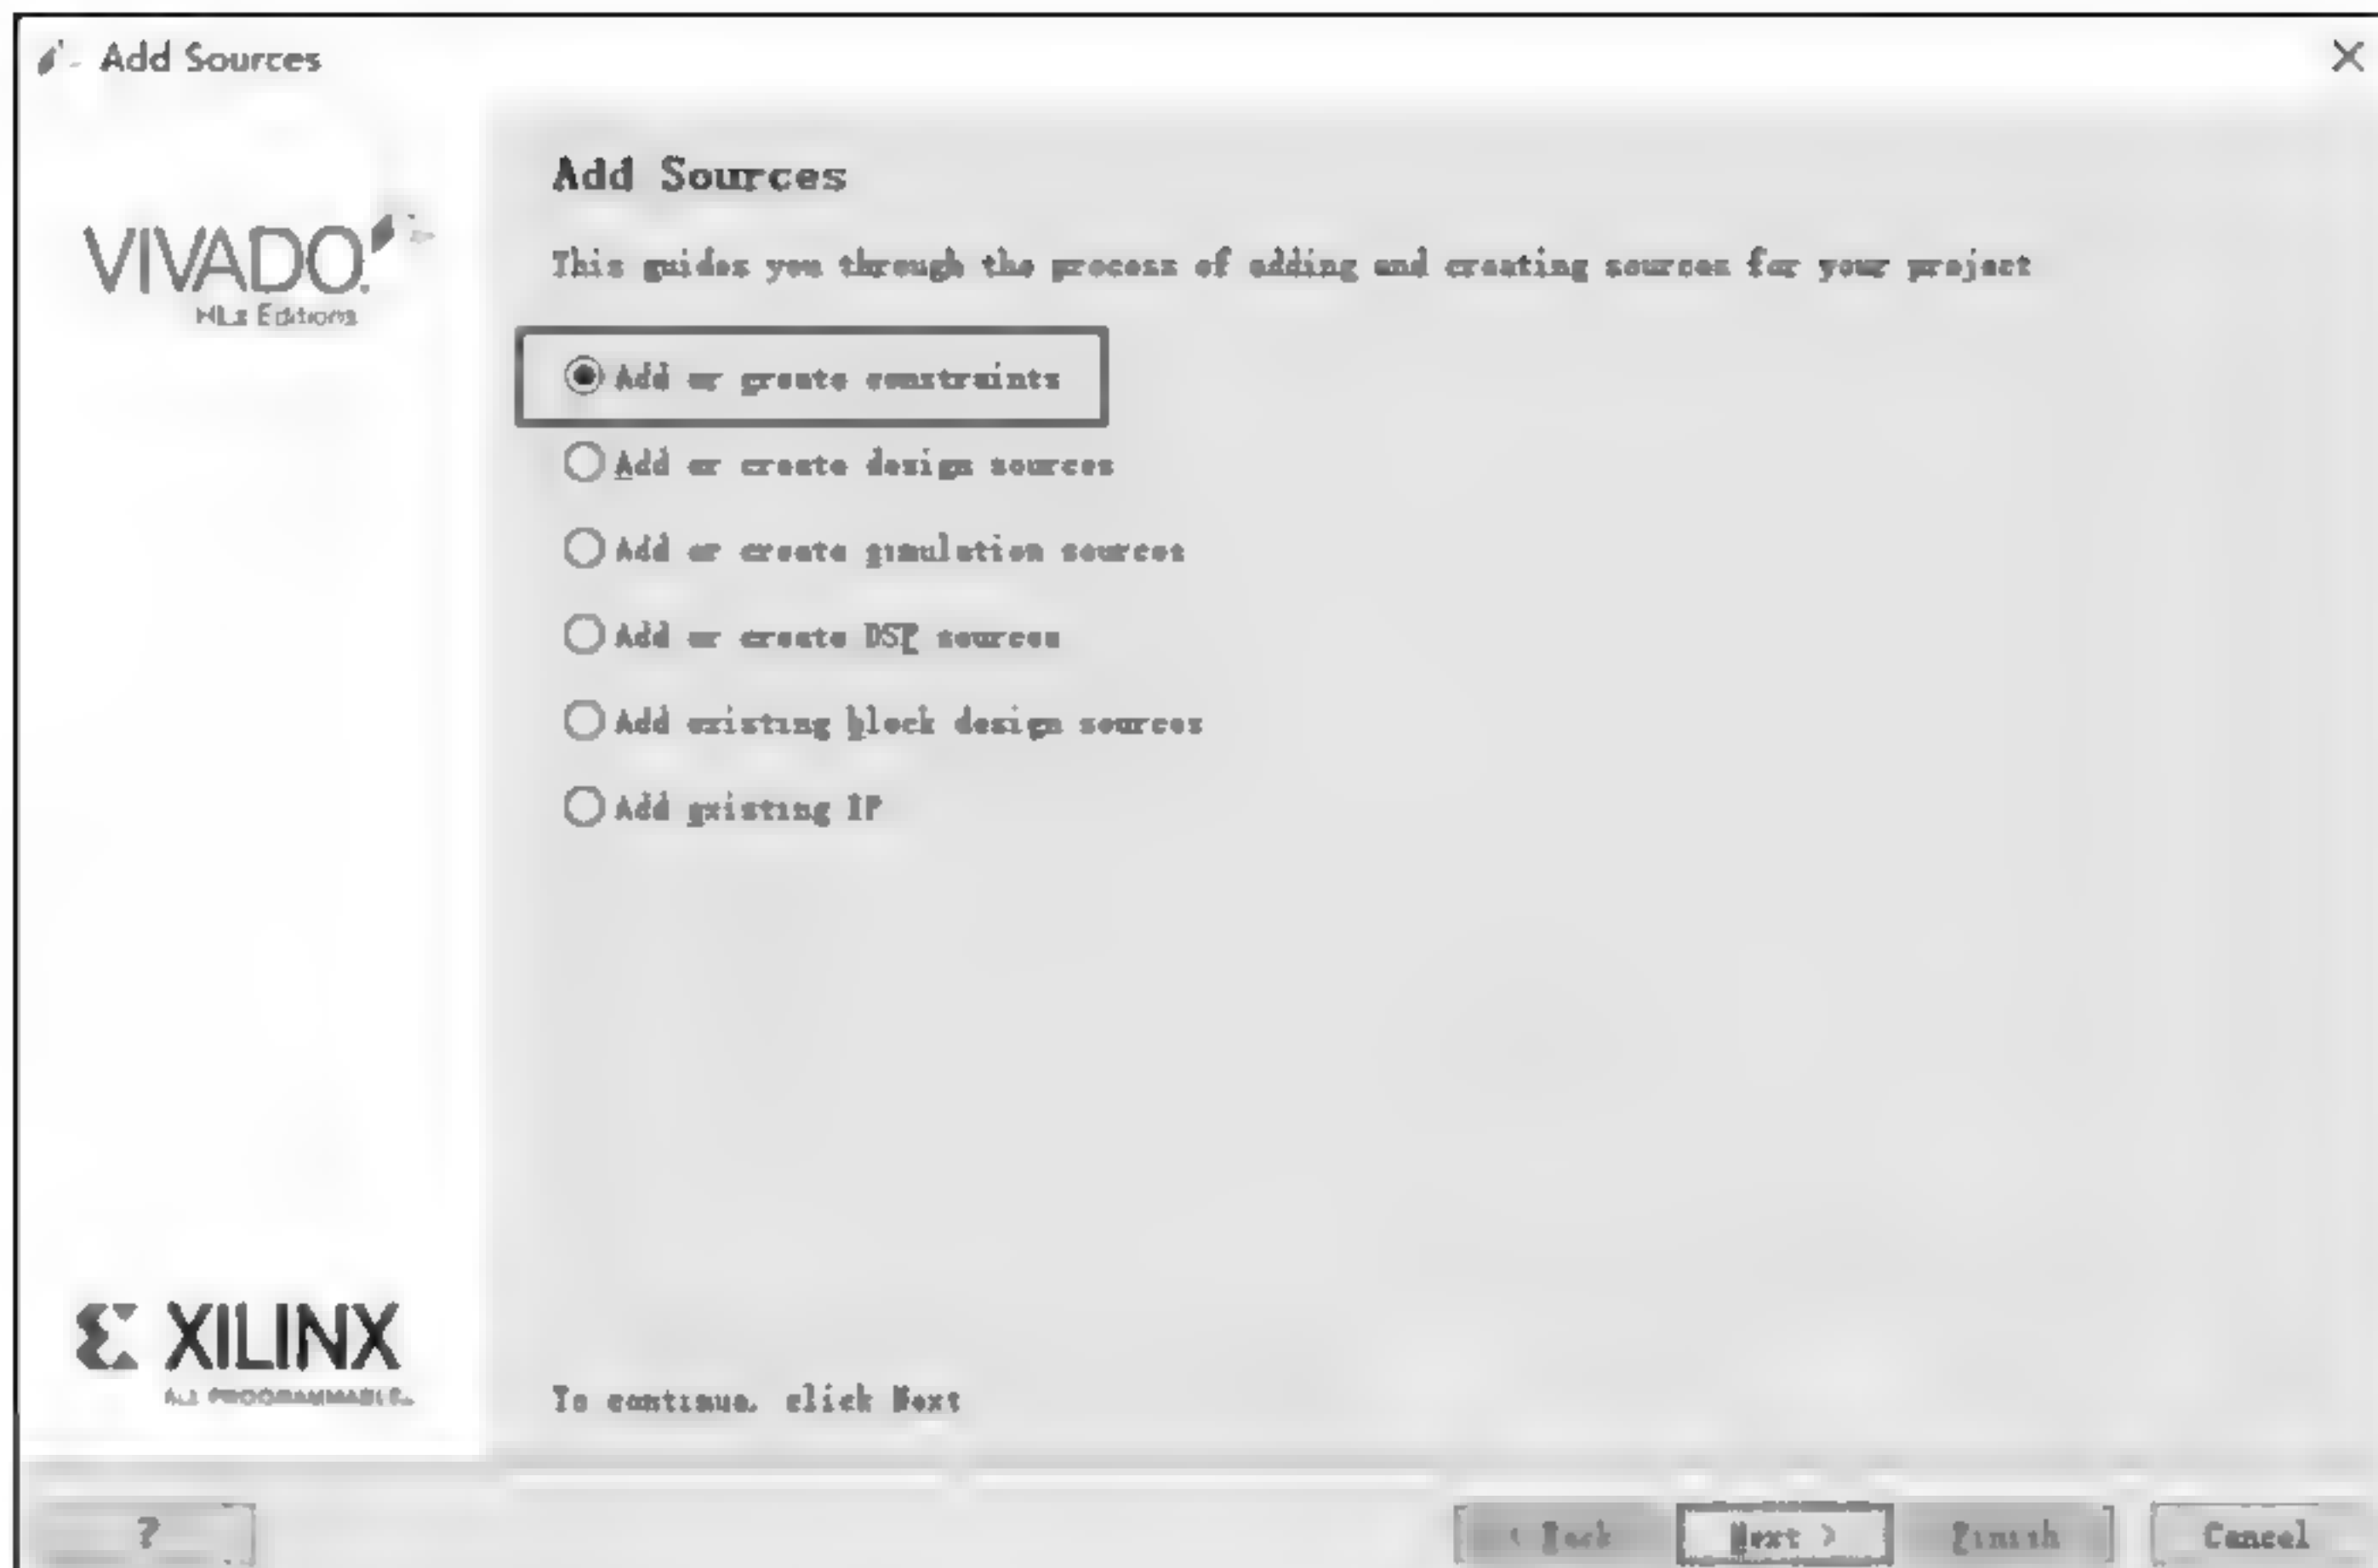 Add Sources
VIVADO.
HLx Editions
Add Sources
This guides you through the process of adding and creating sources for your project
Add or create constraints
Add or create design sources
Add or create simulation sources
Add or create DSP sources
Add existing block design sources
Add existing IP
XILINX
ALL PROGRAMMABLE.
To continue, click Next
?
< Back
Next >
Finish
Cancel